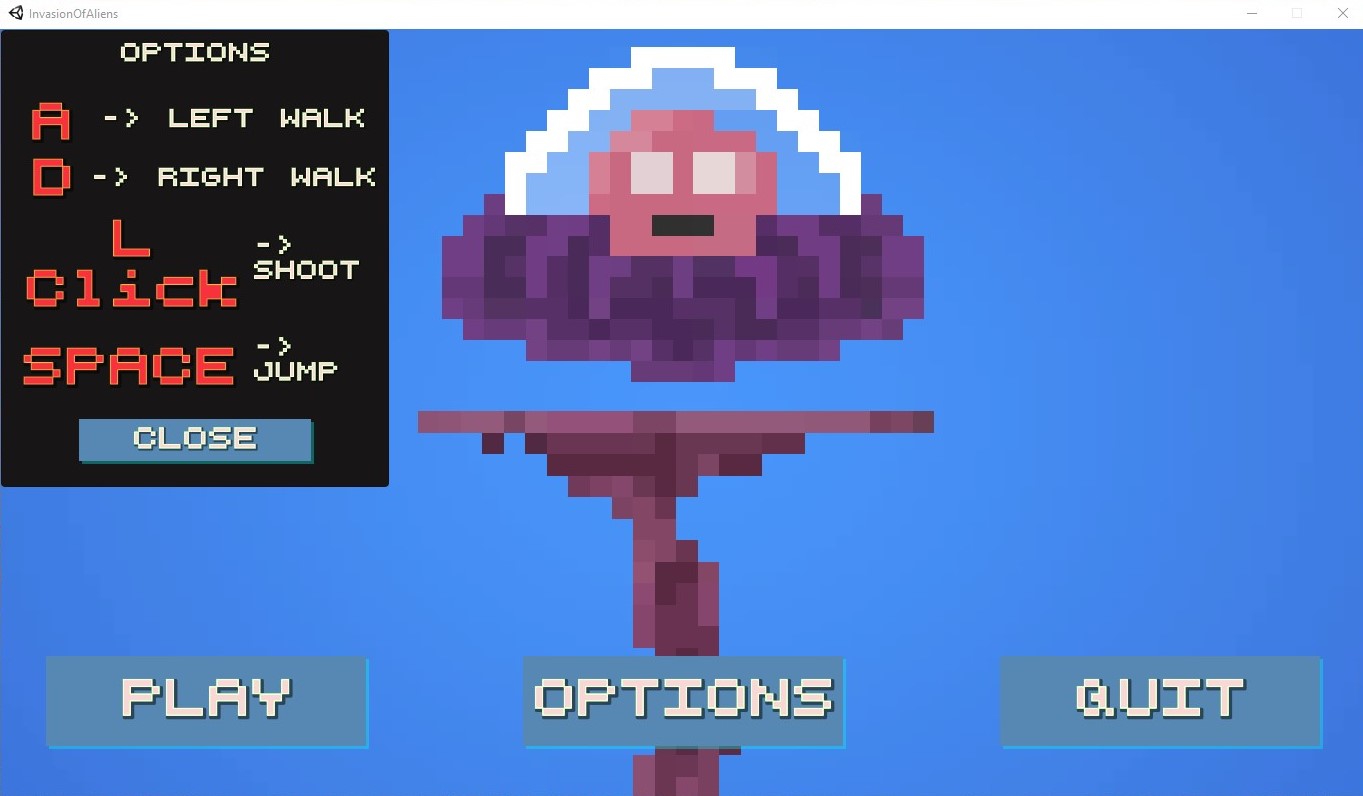 InvasionOfAliens
OPTIONS
A -> LEFT WALK
D -> RIGHT WALK
L
Click
->
SHOOT
SPACE
->
JUMP
CLOSE
PLAY
OPTIONS
QUIT